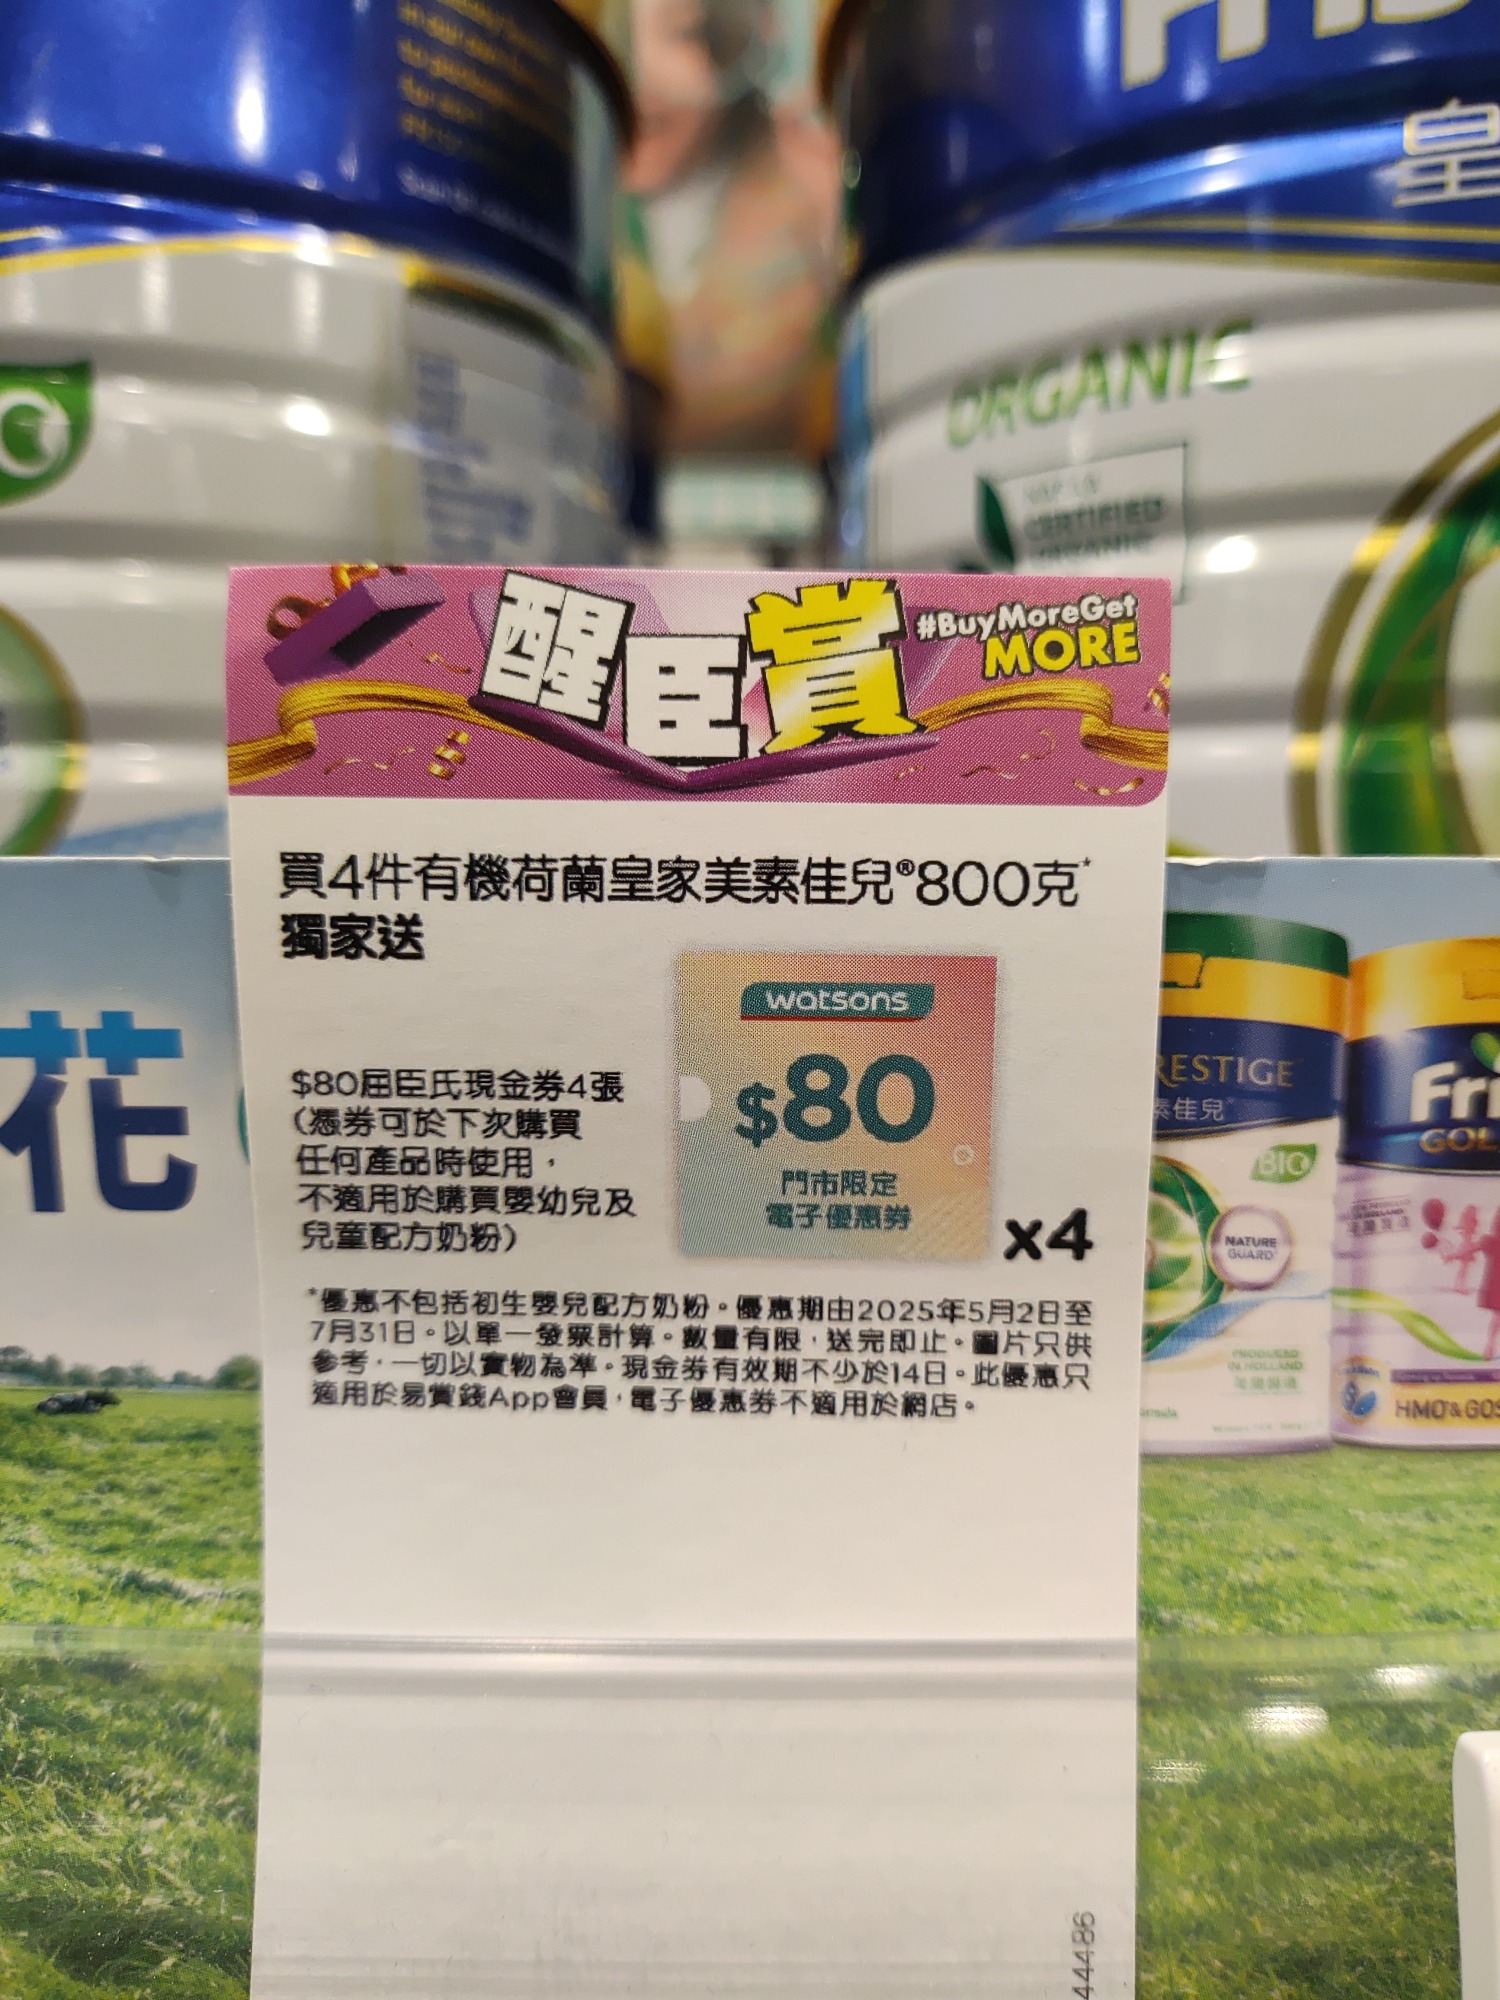 皇
ORGANIC
CERTIFIED
ORGANIC
醒臣賞
#BuyMoreGet
MORE
買4件有機荷蘭皇家美素佳兒®800克*
獨家送
watsons
$80
門市限定
電子優惠券
x4
$80屈臣氏現金券4張
(憑券可於下次購買
任何產品時使用，
不適用於購買嬰幼兒及
兒童配方奶粉)
*優惠不包括初生嬰兒配方奶粉。優惠期由2025年5月2日至
7月31日。以單一發票計算。數量有限，送完即止。圖片只供
參考，一切以實物為準。現金券有效期不少於14日。此優惠只
適用於易賞錢App會員，電子優惠券不適用於網店。
44486
花
RESTIGE
素佳兒
BIO
NATURE
GUARD
PRODUCED
IN HOLLAND
Fri
GOL
HMO & GOS